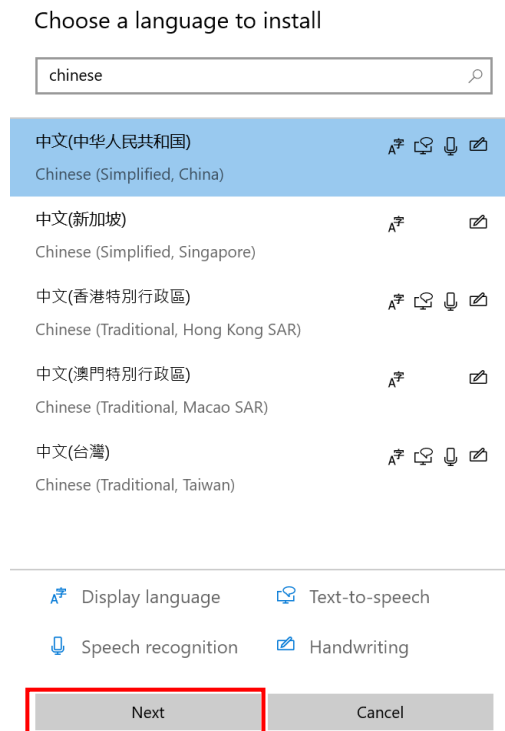 Choose a language to install
chinese
中文(中华人民共和国)
Chinese (Simplified, China)
中文(新加坡)
Chinese (Simplified, Singapore)
中文(香港特別行政區)
Chinese (Traditional, Hong Kong SAR)
中文(澳門特別行政區)
Chinese (Traditional, Macao SAR)
中文(台灣)
Chinese (Traditional, Taiwan)
Display language Text-to-speech
Speech recognition Handwriting
Next Cancel